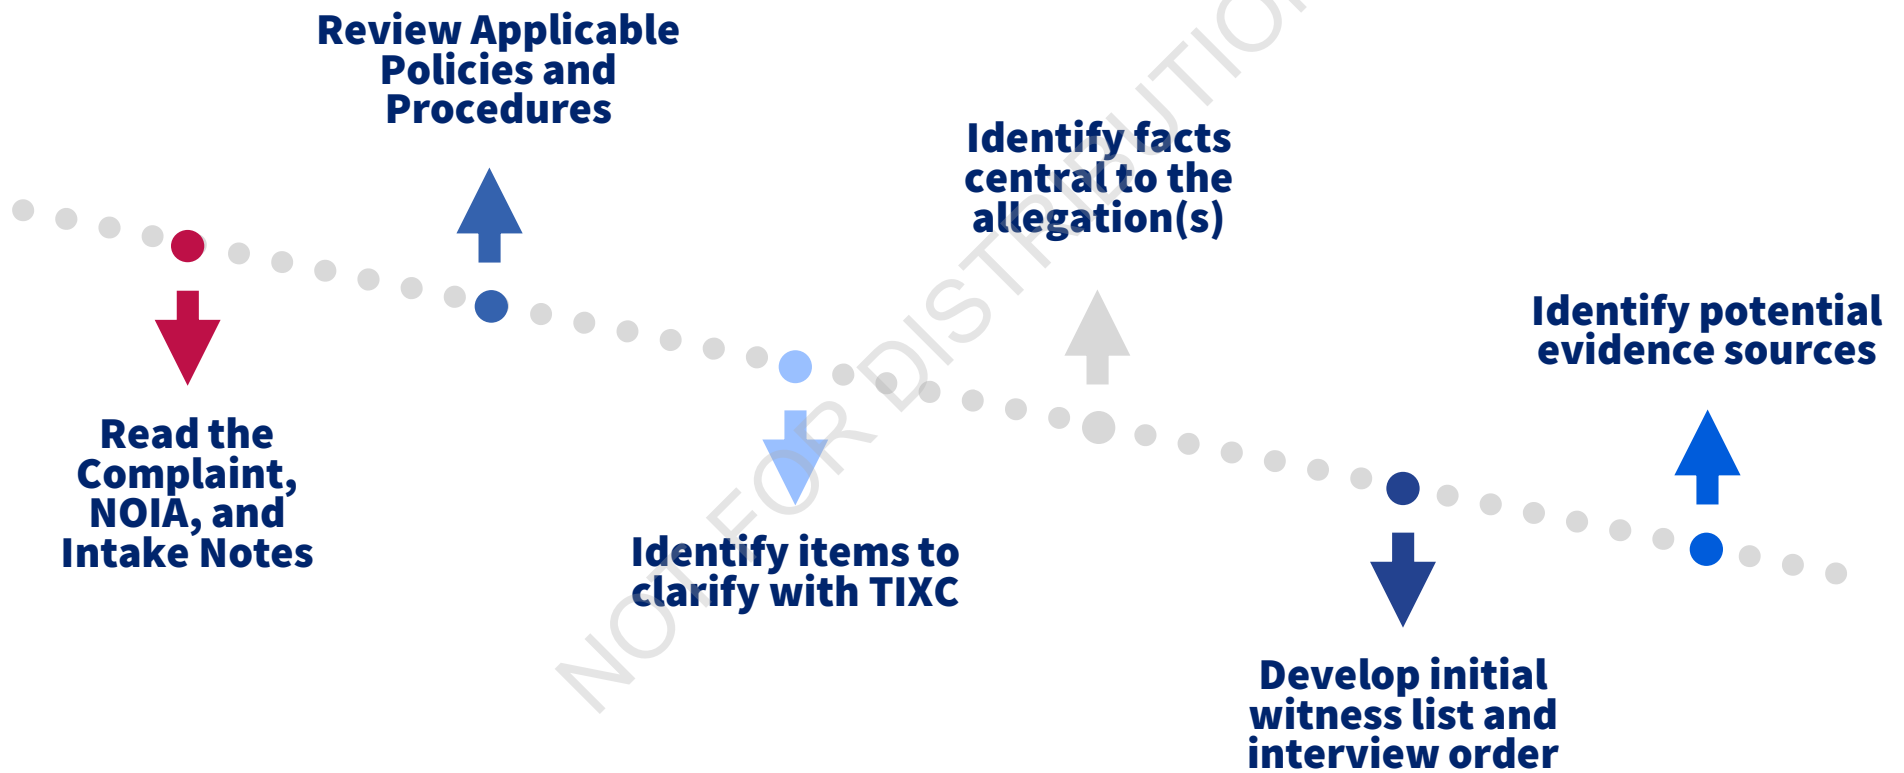 Review Applicable
Policies and
Procedures
Identify facts
central to the
allegation(s)
Identify potential
evidence sources
Read the
Complaint,
NOIA, and
Intake Notes
Identify items to
clarify with TIXC
Develop initial
witness list and
interview order
NOT FOR DISTRIBUTION